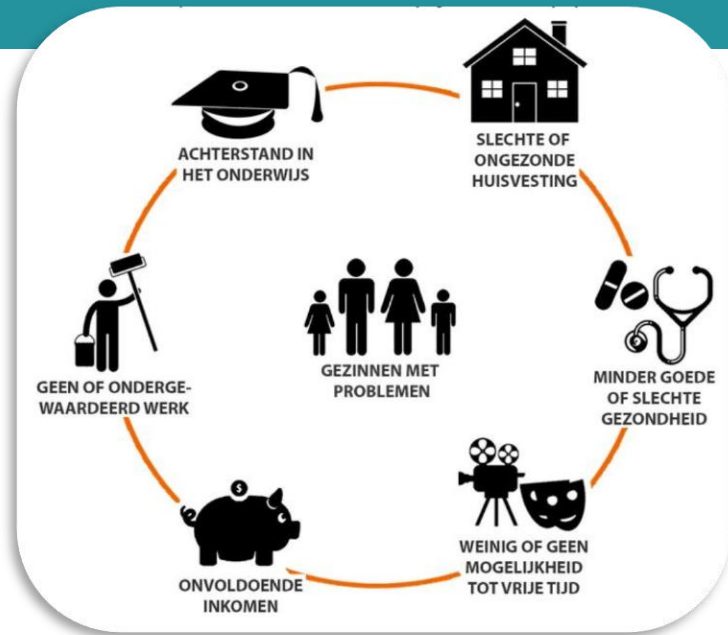 SLECHTE OF
ONGEZONDE
HUISVESTING
ACHTERSTAND IN
HET ONDERWIJS
GEZINNEN MET
PROBLEMEN
MINDER GOEDE
OF SLECHTE
GEZONDHEID
GEEN OF ONDERGE-
WAARDEERD WERK
WEINIG OF GEEN
MOGELIJKHEID
TOT VRIJE TIJD
ONVOLDOENDE
INKOMEN
$